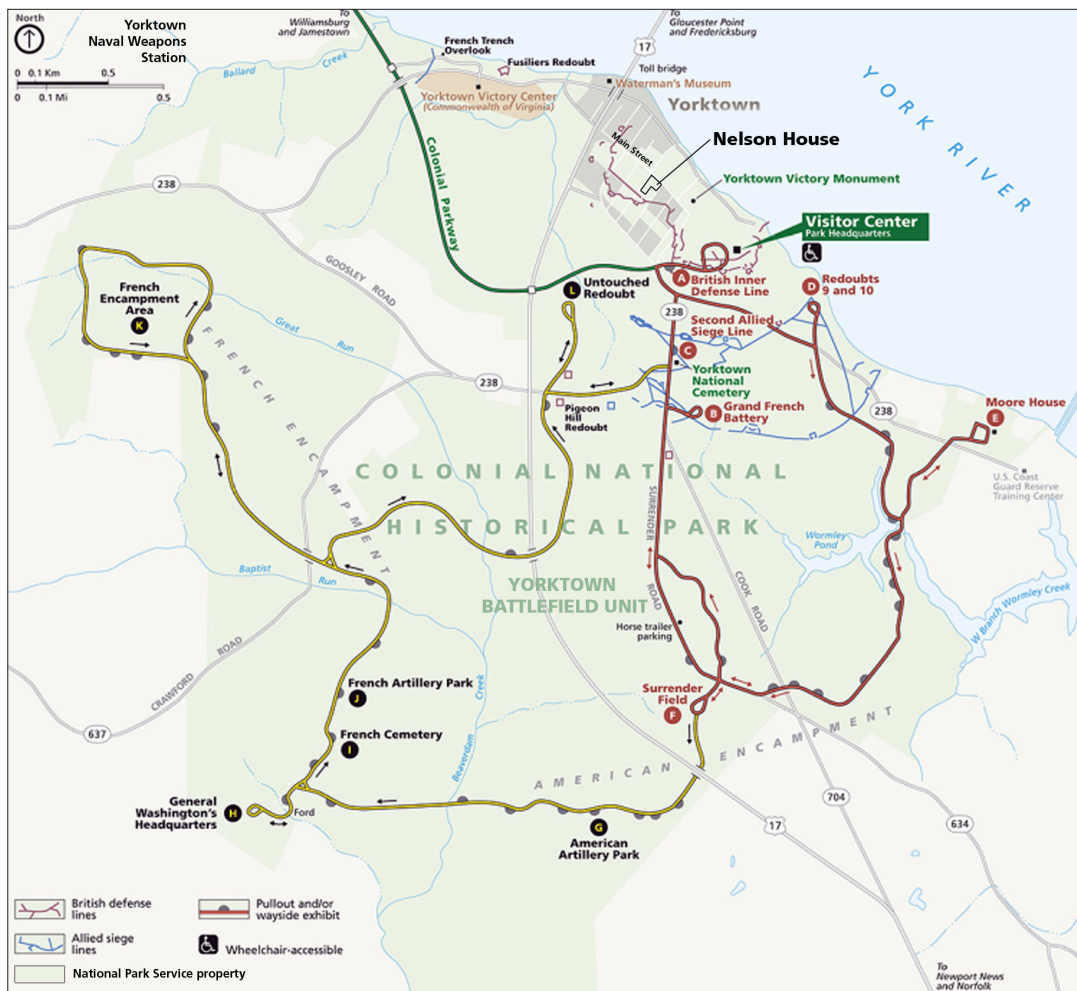 North
0 0.1 Km 0.5
0 0.1 Mi 0.5
Yorktown
Naval Weapons
Station
To
Williamsburg
and Jamestown
To
Gloucester Point
and Fredericksburg
17
French Trench
Overlook
Fusiliers Redoubt
Toll bridge
Ballard Creek
Yorktown Victory Center
(Commonwealth of Virginia)
Waterman's Museum
Yorktown
YORK RIVER
Main Street
Nelson House
Colonial Parkway
Yorktown Victory Monument
238
Visitor Center
Park Headquarters
GOOSLEY ROAD
French
Encampment
Area
K
L
Untouched
Redoubt
A
British Inner
Defense Line
D
Redoubts
9 and 10
238
Great Run
Second Allied
Siege Line
C
FRENCH ENCAMPMENT
238
Yorktown
National
Cemetery
Pigeon
Hill
Redoubt
B
Grand French
Battery
238
Moore House
E
COLONIAL NATIONAL
HISTORICAL PARK
U.S. Coast
Guard Reserve
Training Center
SURRENDER ROAD
Wormley
Pond
Baptist Run
YORKTOWN
BATTLEFIELD UNIT
COOK ROAD
W Branch Wormley Creek
Horse trailer
parking
CRAWFORD ROAD
French Artillery Park
J
Surrender
Field
F
Beaverdam Creek
637
French Cemetery
I
AMERICAN ENCAMPMENT
General
Washington's
Headquarters
H
Ford
G
American
Artillery Park
704
17
634
British defense
lines
Pullout and/or
wayside exhibit
Allied siege
lines
Wheelchair-accessible
National Park Service property
To
Newport News
and Norfolk